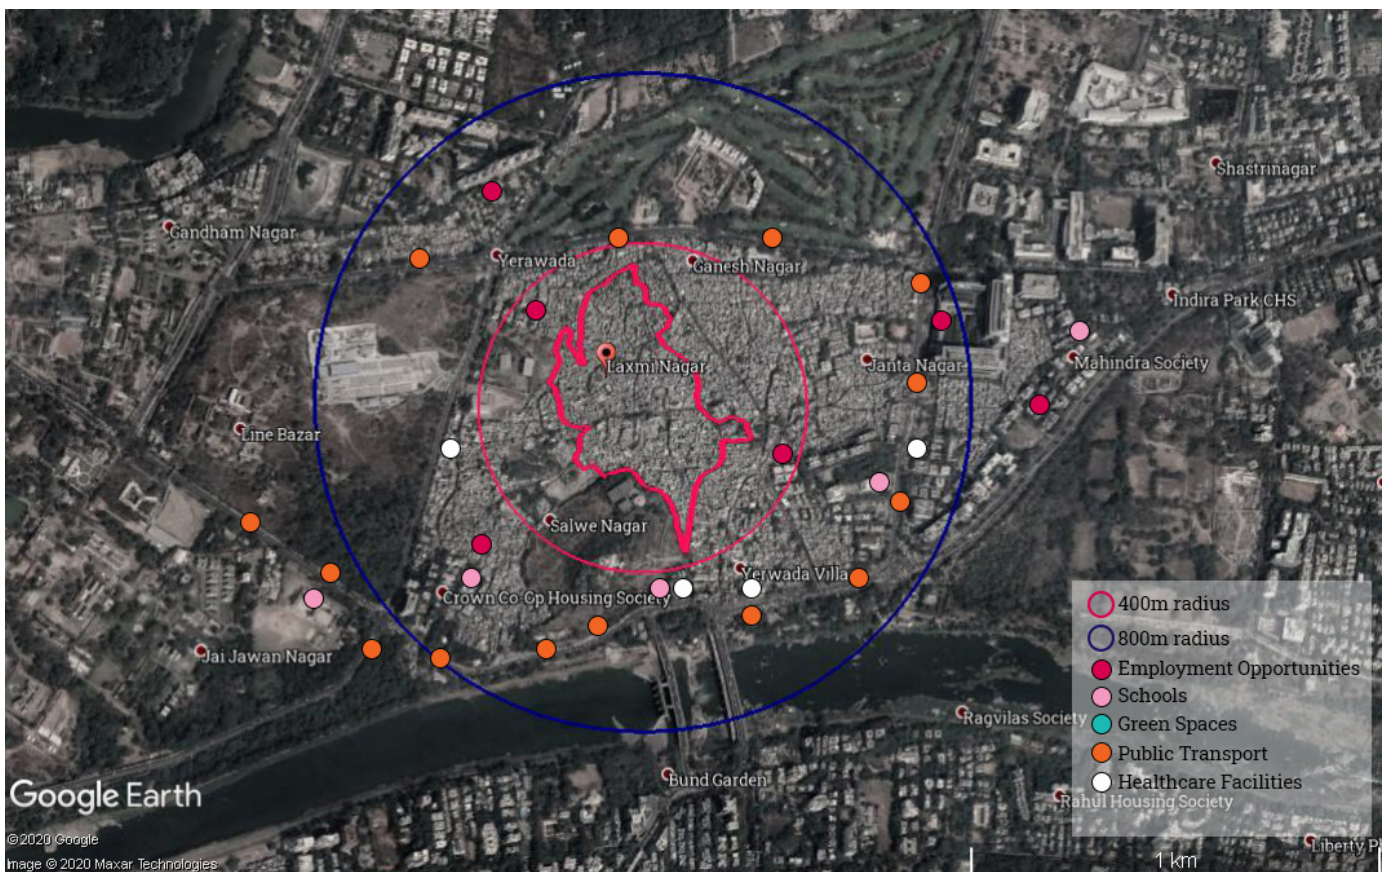 Shastrinagar
Gandham Nagar
Yerawada
Ganesh Nagar
Indira Park CHS
Laxmi Nagar
Janta Nagar
Mahindra Society
Line Bazar
Salwe Nagar
Yerwada Villa
Crown Co-Op Housing Society
Jai Jawan Nagar
Ragvilas Society
Bund Garden
Rahul Housing Society
Liberty P
400m radius
800m radius
Employment Opportunities
Schools
Green Spaces
Public Transport
Healthcare Facilities
Google Earth
©2020 Google
Image © 2020 Maxar Technologies
1 km